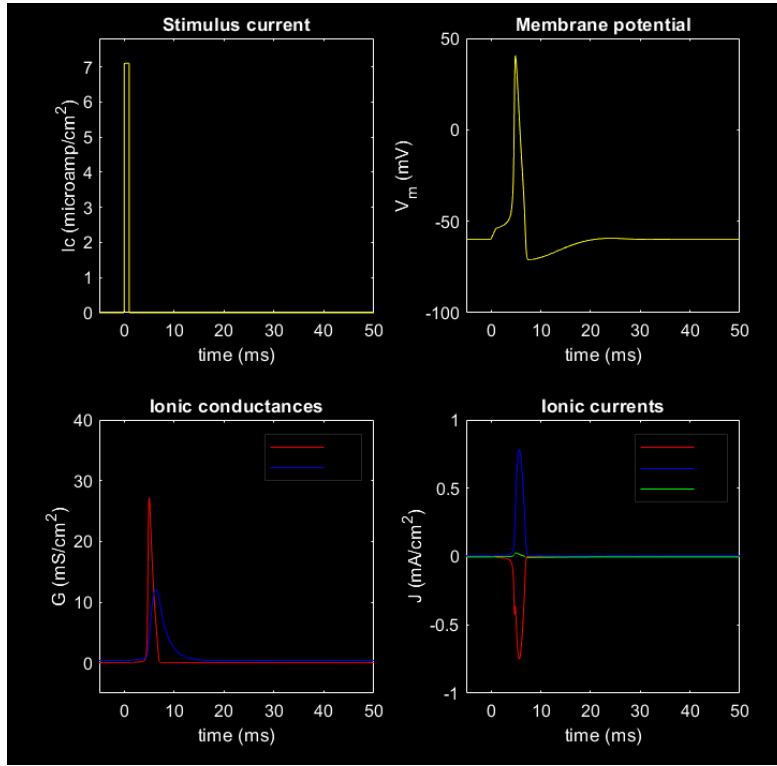 Stimulus current
Ic (microamp/cm²)
7
6
5
4
3
2
1
0
0 10 20 30 40 50
time (ms)
Membrane potential
Vₘ (mV)
50
0
-50
-100
0 10 20 30 40 50
time (ms)
Ionic conductances
G (mS/cm²)
40
30
20
10
0
0 10 20 30 40 50
time (ms)
Ionic currents
J (mA/cm²)
1
0.5
0
-0.5
-1
0 10 20 30 40 50
time (ms)